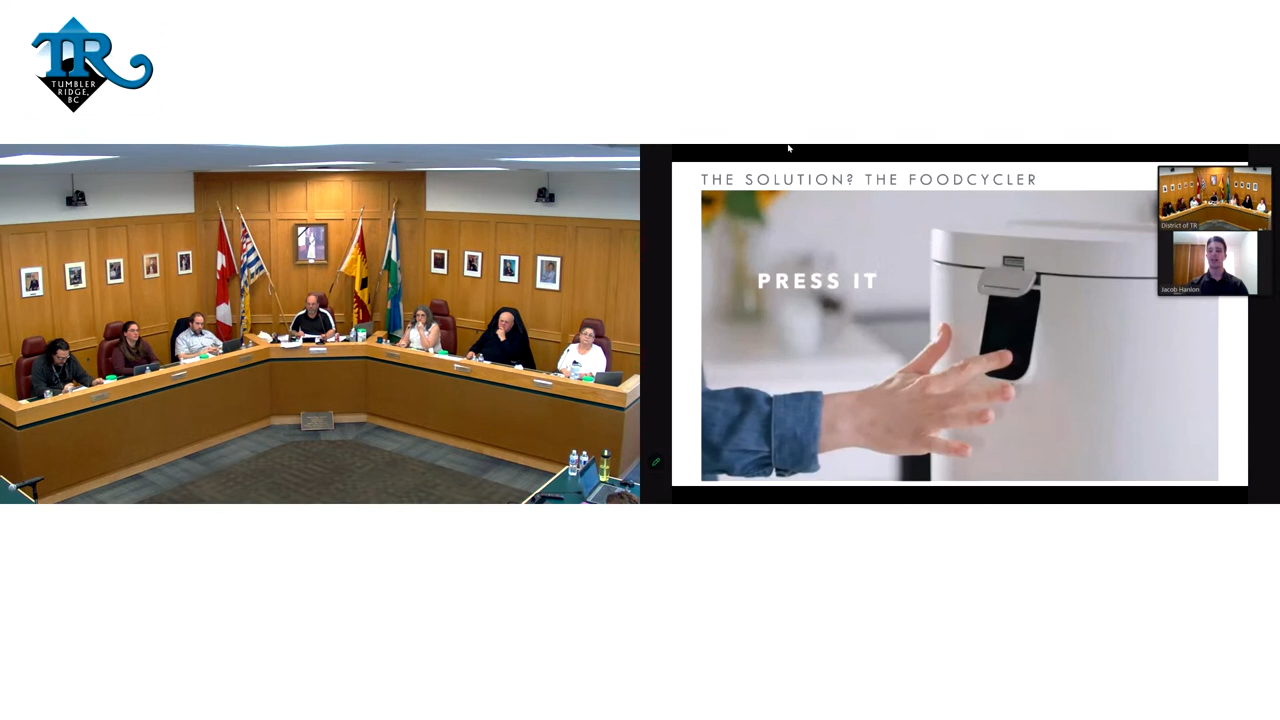 TR
TUMBLER
RIDGE,
BC
THE SOLUTION? THE FOODCYCLER
PRESS IT
District of TR
Jacob Hanlon